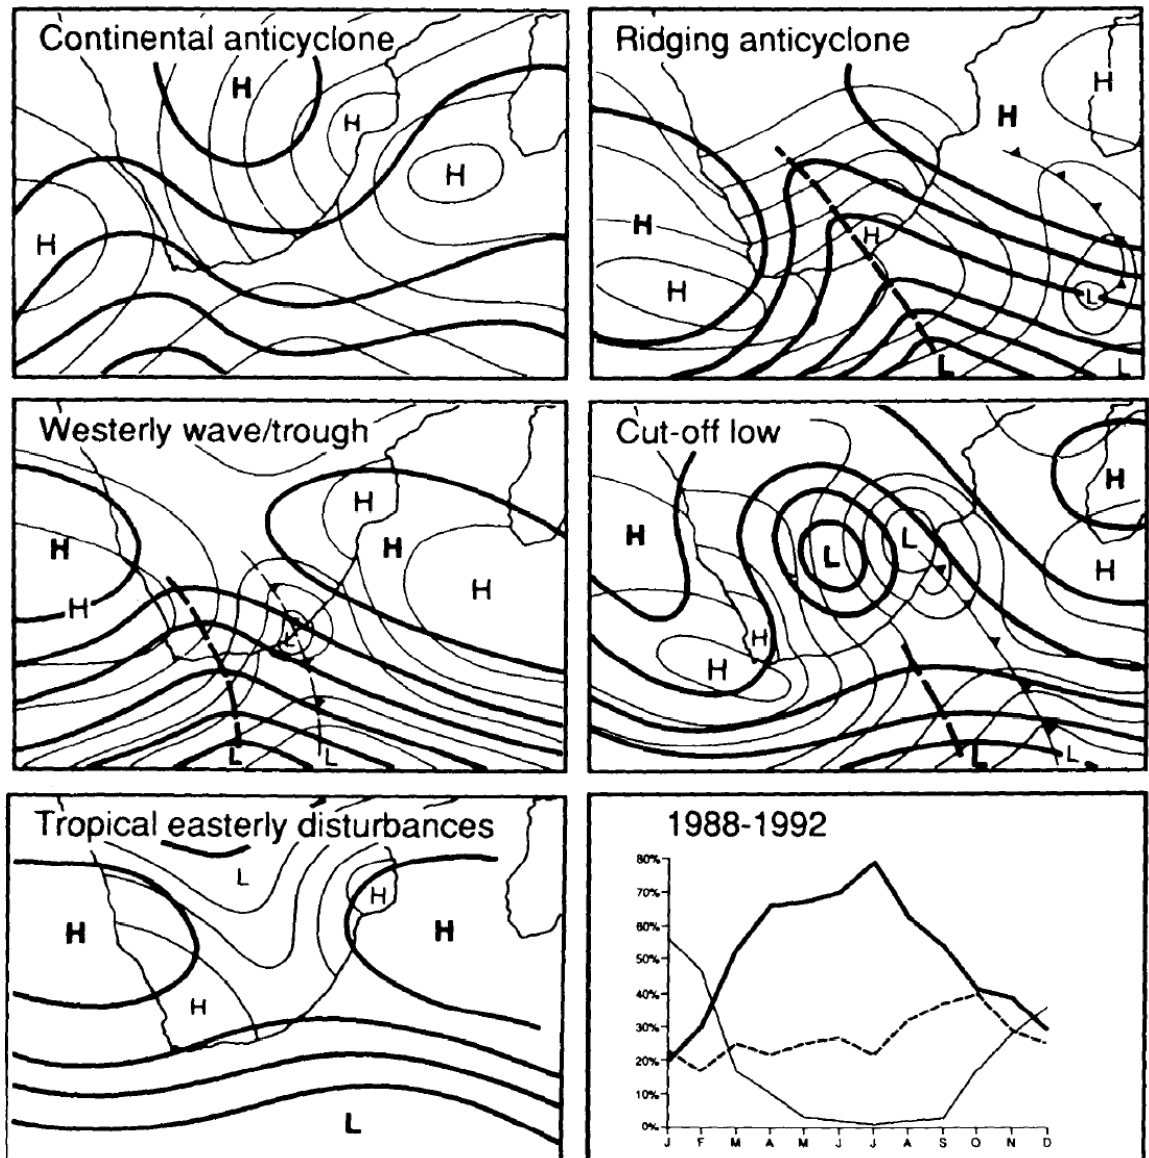 Continental anticyclone
H
H
H
H
Ridging anticyclone
H
H
H
H
H
L
L
L
Westerly wave/trough
H
H
H
H
H
L
L
L
Cut-off low
H
H
L
L
H
H
H
L
L
Tropical easterly disturbances
L
H
H
H
H
L
1988-1992
80%
70%
60%
50%
40%
30%
20%
10%
0%
J F M A M J J A S O N D